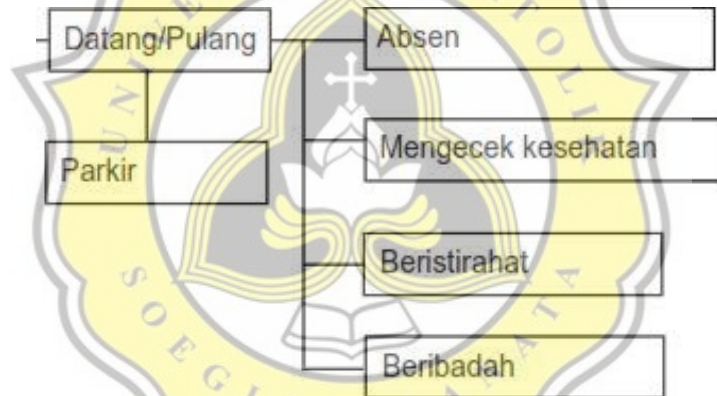 Datang/Pulang
Absen
Mengecek kesehatan
Parkir
Beristirahat
Beribadah